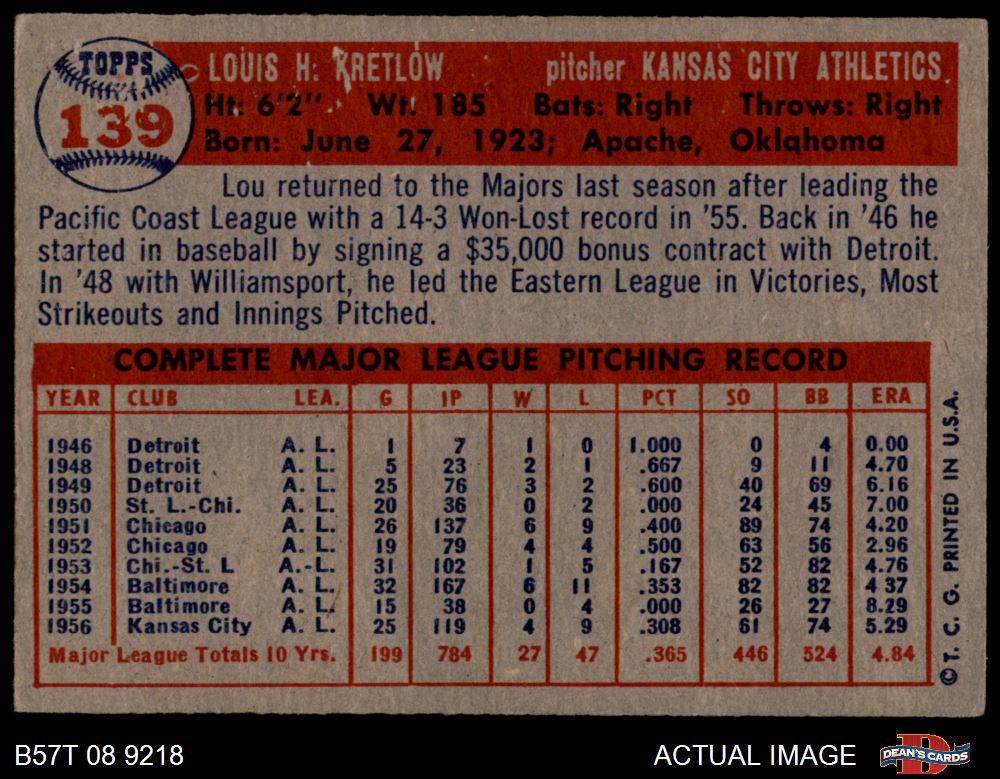 TOPPS
139
LOUIS H. KRETLOW pitcher KANSAS CITY ATHLETICS
Ht: 6'2" Wt: 185 Bats: Right Throws: Right
Born: June 27, 1923; Apache, Oklahoma
Lou returned to the Majors last season after leading the
Pacific Coast League with a 14-3 Won-Lost record in '55. Back in '46 he
started in baseball by signing a $35,000 bonus contract with Detroit.
In '48 with Williamsport, he led the Eastern League in Victories, Most
Strikeouts and Innings Pitched.
COMPLETE MAJOR LEAGUE PITCHING RECORD
YEAR CLUB LEA. G IP W L PCT SO BB ERA
1946 Detroit A. L. 1 7 1 0 1.000 0 4 0.00
1948 Detroit A. L. 5 23 2 1 .667 9 11 4.70
1949 Detroit A. L. 25 76 3 2 .600 40 69 6.16
1950 St. L.-Chi. A. L. 20 36 0 2 .000 24 45 7.00
1951 Chicago A. L. 26 137 6 9 .400 89 74 4.20
1952 Chicago A. L. 19 79 4 4 .500 63 56 2.96
1953 Chi.-St. L A.-L. 31 102 1 5 .167 52 82 4.76
1954 Baltimore A. L. 32 167 6 11 .353 82 82 4 37
1955 Baltimore A. L. 15 38 0 4 .000 26 27 8.29
1956 Kansas City A. L. 25 119 4 9 .308 61 74 5.29
Major League Totals 10 Yrs. 199 784 27 47 .365 446 524 4.84
©T. C. G. PRINTED IN U.S.A.
B57T 08 9218 ACTUAL IMAGE DEAN'S CARDS